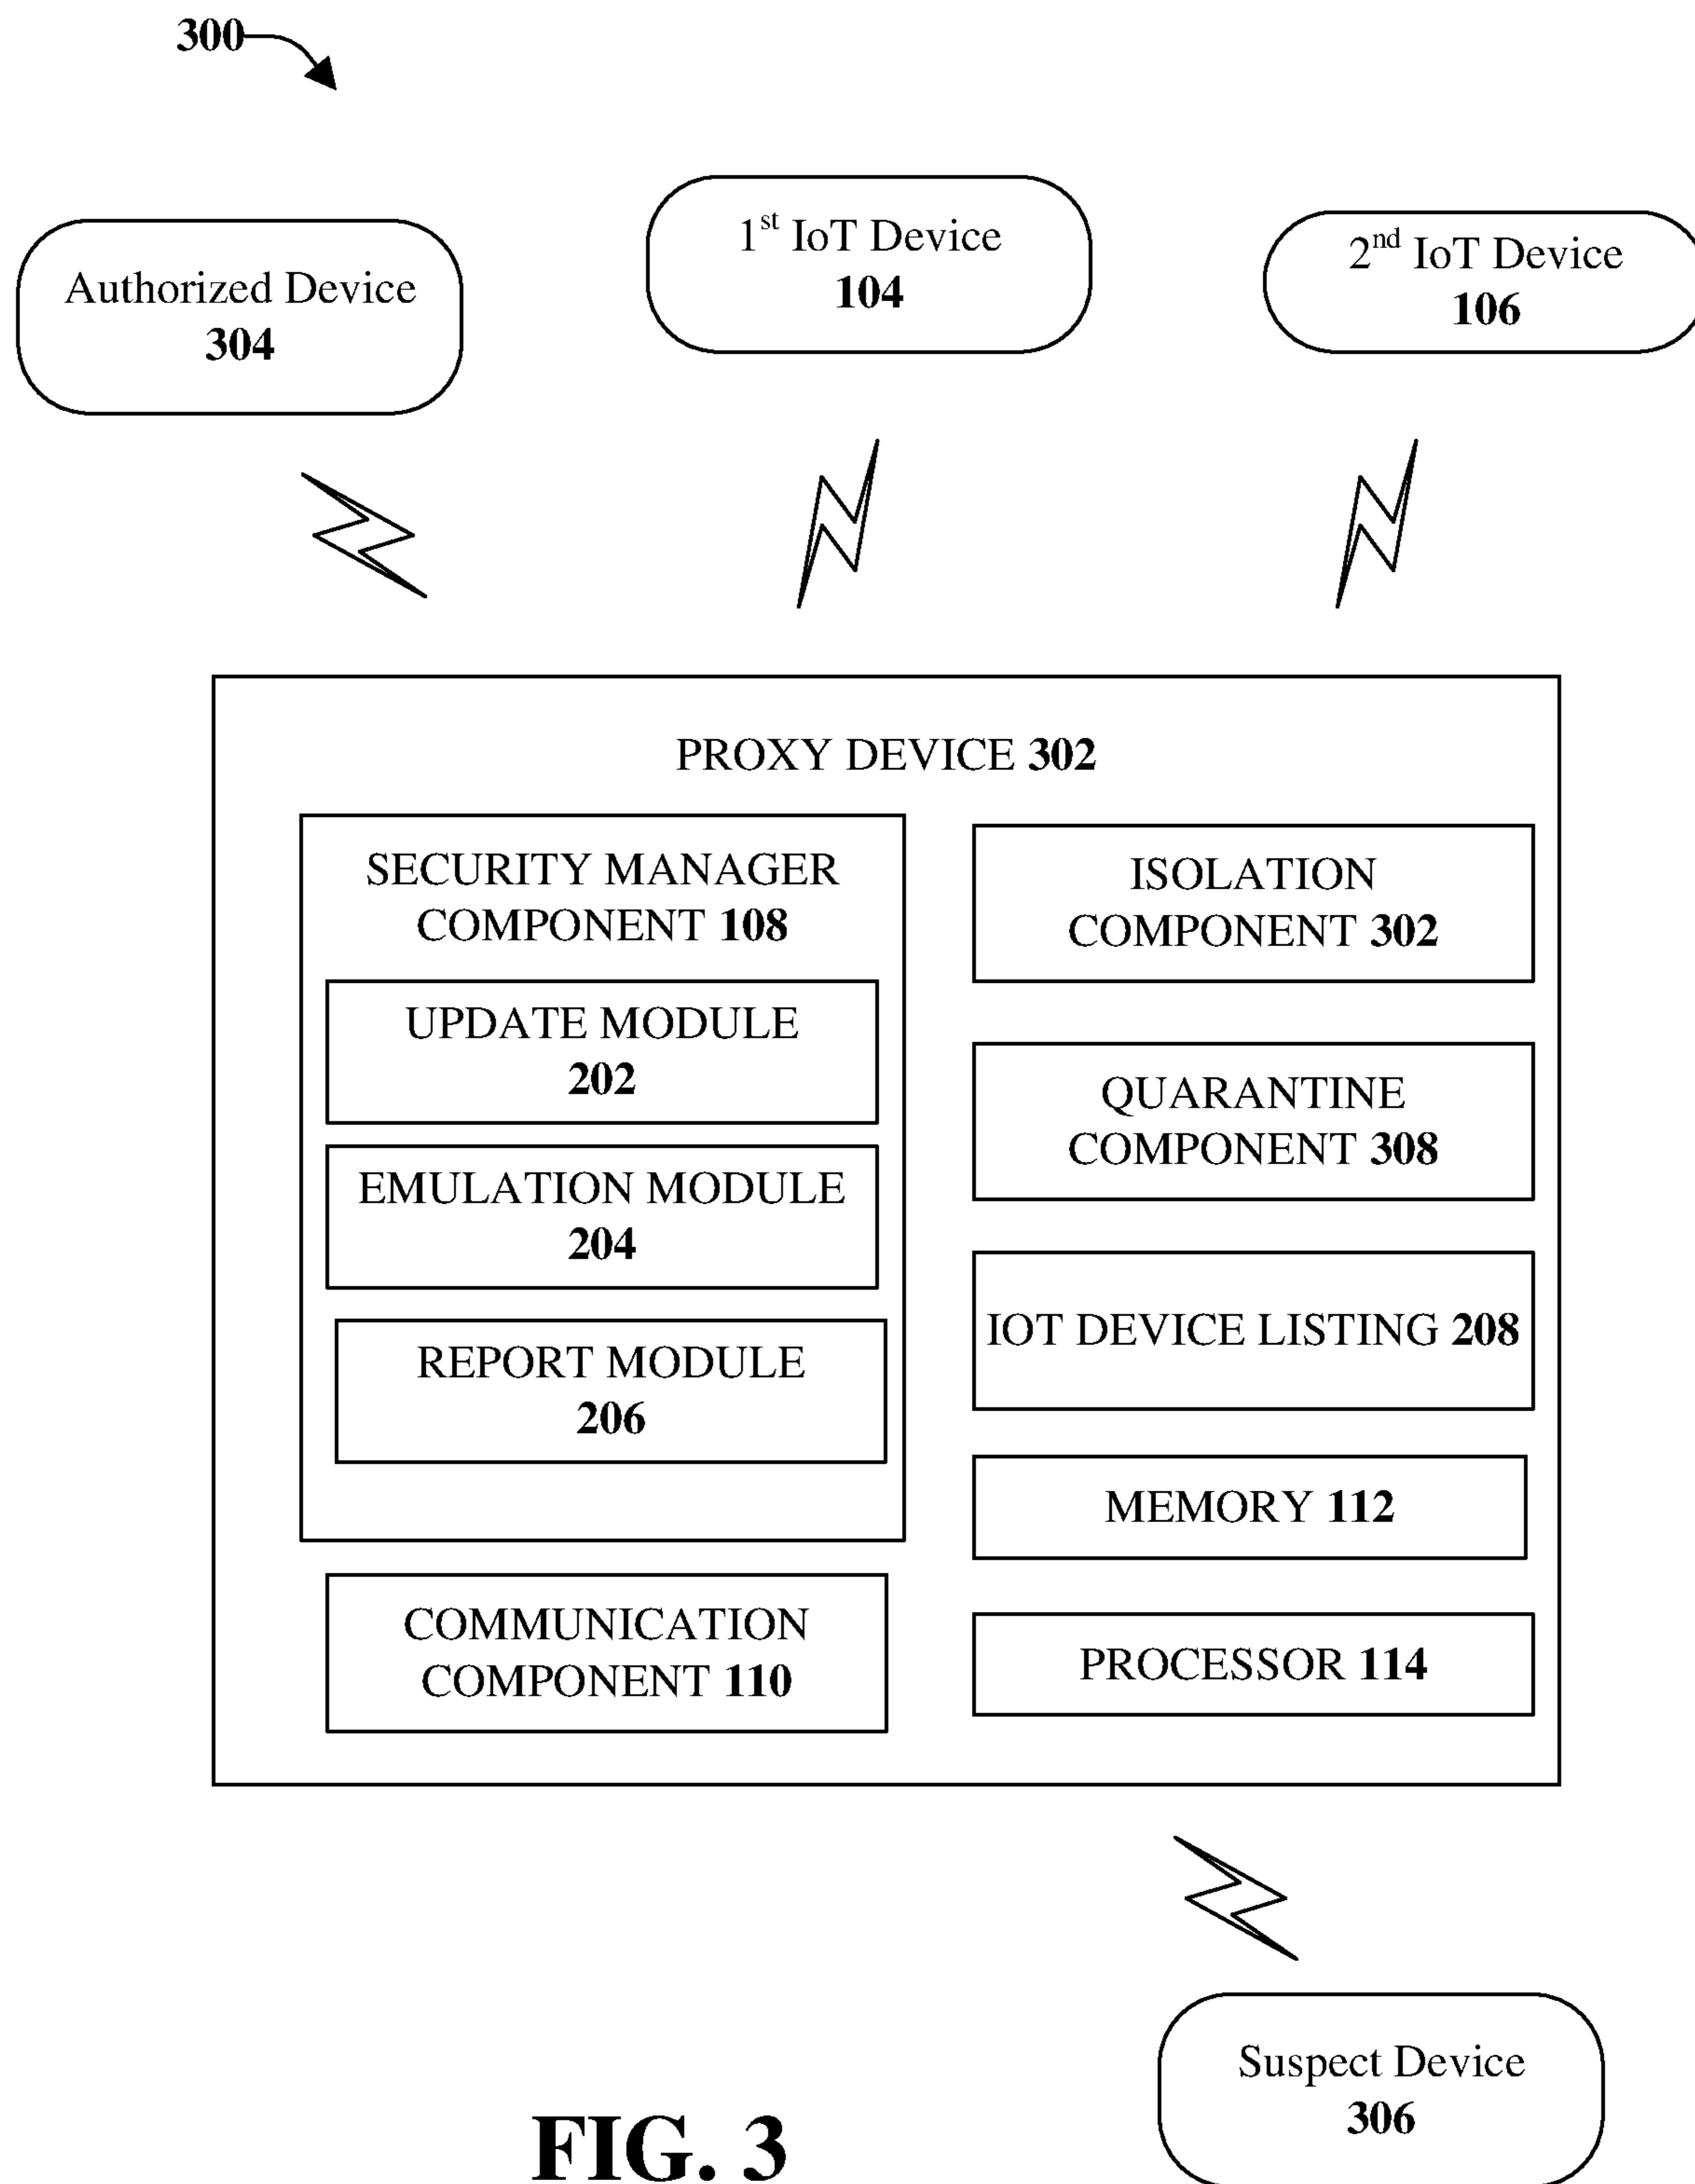 300
Authorized Device
304
1st IoT Device
104
2nd IoT Device
106
PROXY DEVICE 302
SECURITY MANAGER
COMPONENT 108
UPDATE MODULE
202
EMULATION MODULE
204
REPORT MODULE
206
COMMUNICATION
COMPONENT 110
ISOLATION
COMPONENT 302
QUARANTINE
COMPONENT 308
IOT DEVICE LISTING 208
MEMORY 112
PROCESSOR 114
Suspect Device
306
FIG. 3